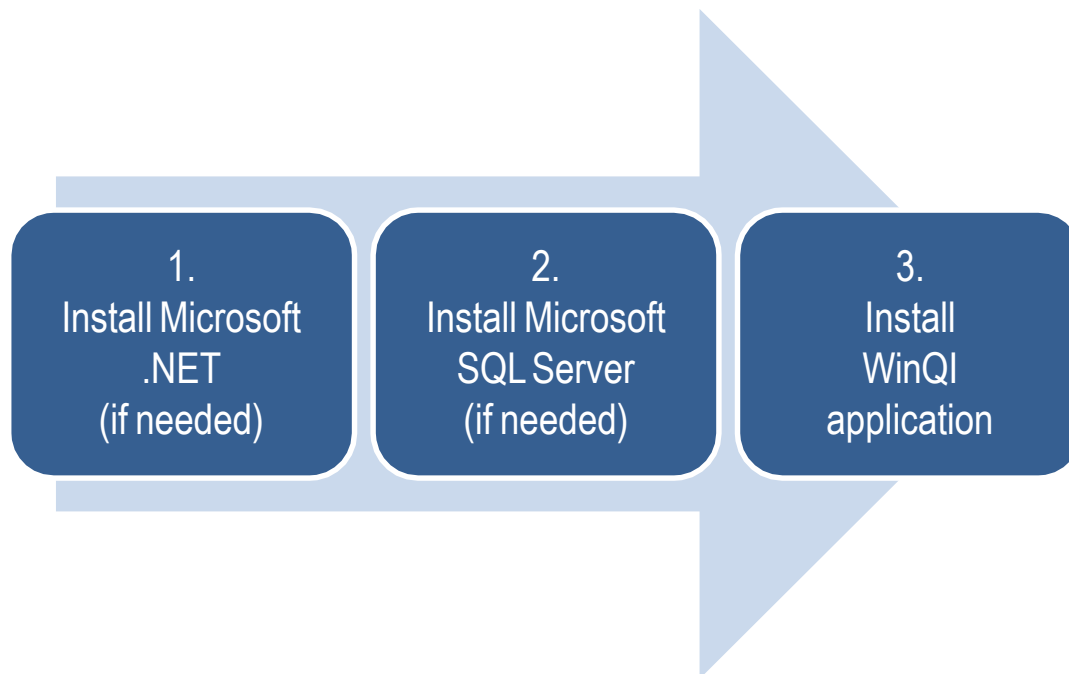 1.
Install Microsoft
.NET
(if needed)
2.
Install Microsoft
SQL Server
(if needed)
3.
Install
WinQI
application